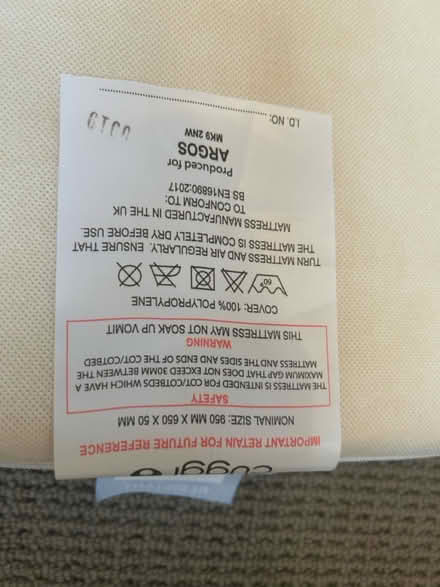 cuggl
IMPORTANT RETAIN FOR FUTURE REFERENCE
NOMINAL SIZE: 950 MM X 650 X 50 MM
SAFETY
THE MATTRESS IS INTENDED FOR COT/COTBEDS WHICH HAVE A
MAXIMUM THAT GAP DOES NOT EXCEED 30MM BETWEEN THE
MATTRESS AND THE SIDES AND ENDS OF THE COT/COTBED
WARNING
THIS MATTRESS MAY NOT SOAK UP VOMIT
COVER: 100% POLYPROPYLENE
60°
TURN MATTRESS AND AIR REGULARLY. ENSURE THAT
THE MATTRESS IS COMPLETELY DRY BEFORE USE.
MATTRESS MANUFACTURED IN THE UK
TO CONFORM TO:
BS EN16890:2017
Produced for
ARGOS
MK9 2NW
I.D. NO: